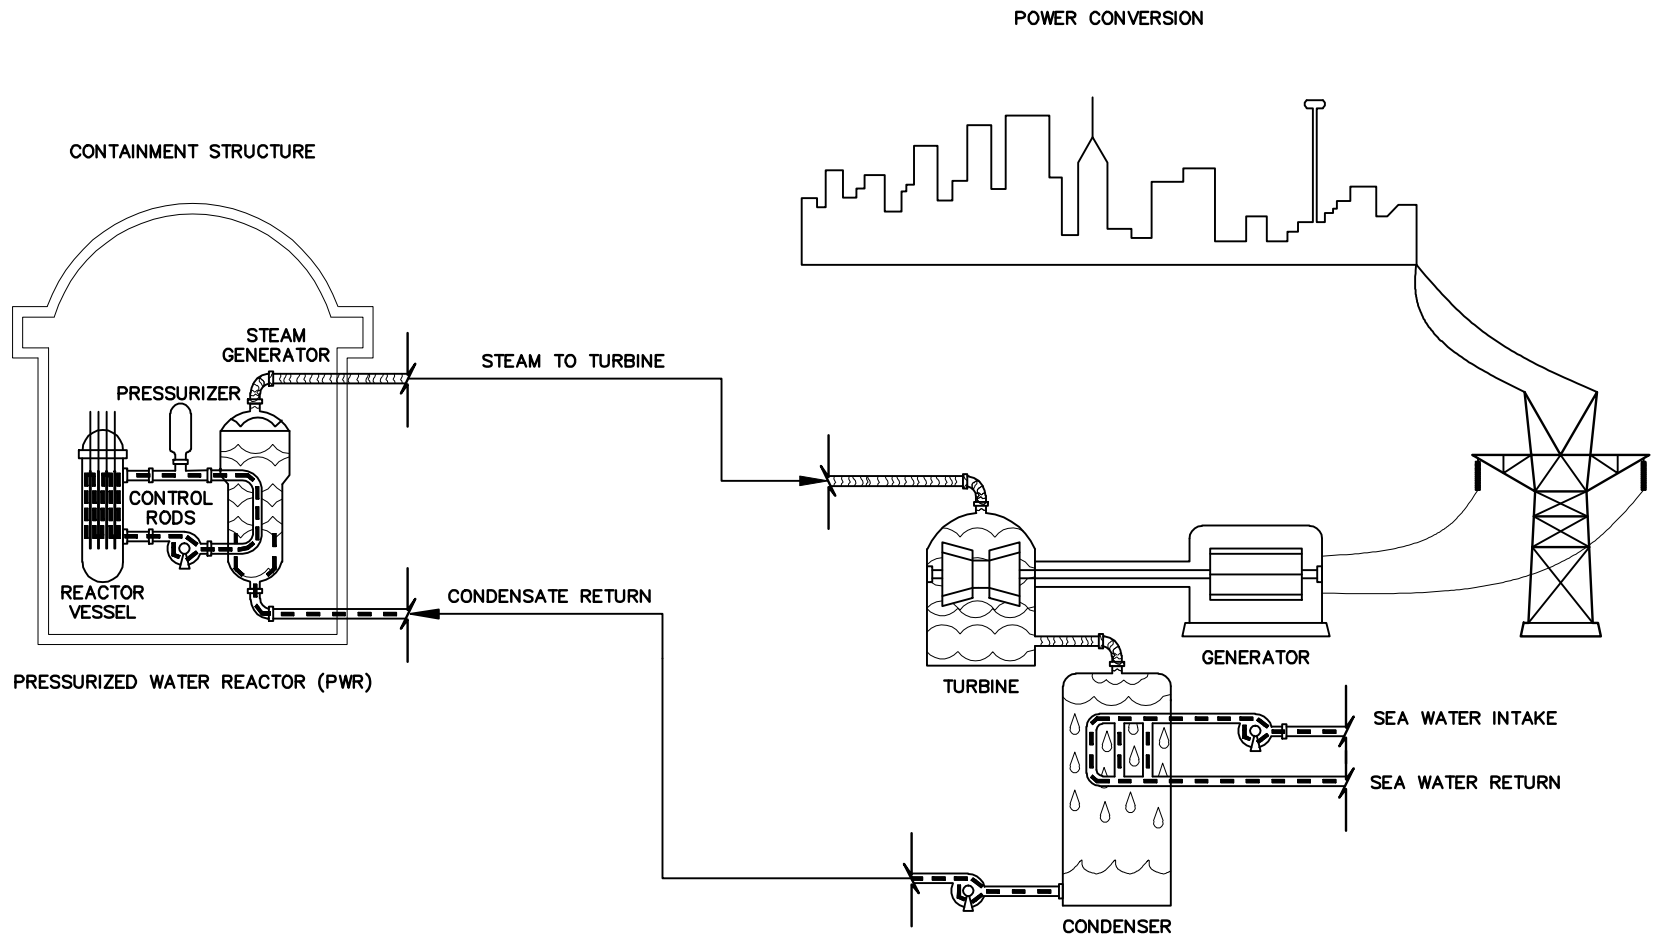 POWER CONVERSION
CONTAINMENT STRUCTURE
STEAM
GENERATOR
STEAM TO TURBINE
PRESSURIZER
CONTROL
RODS
REACTOR
VESSEL
CONDENSATE RETURN
PRESSURIZED WATER REACTOR (PWR)
TURBINE
GENERATOR
SEA WATER INTAKE
SEA WATER RETURN
CONDENSER